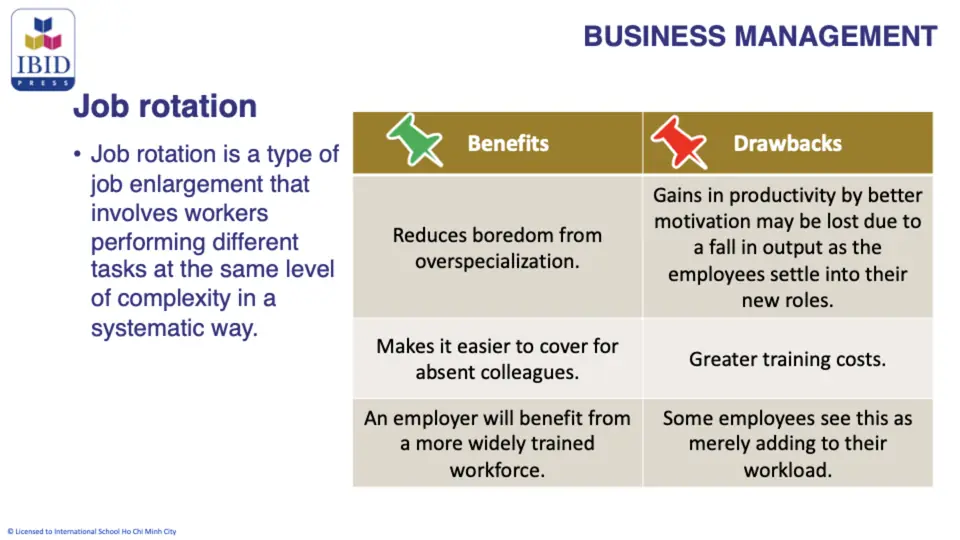 IBID
PRESS
BUSINESS MANAGEMENT
Job rotation
• Job rotation is a type of
job enlargement that
involves workers
performing different
tasks at the same level
of complexity in a
systematic way.
Benefits
Drawbacks
Reduces boredom from
overspecialization.
Gains in productivity by better
motivation may be lost due to
a fall in output as the
employees settle into their
new roles.
Makes it easier to cover for
absent colleagues.
Greater training costs.
An employer will benefit from
a more widely trained
workforce.
Some employees see this as
merely adding to their
workload.
© Licensed to International School Ho Chi Minh City